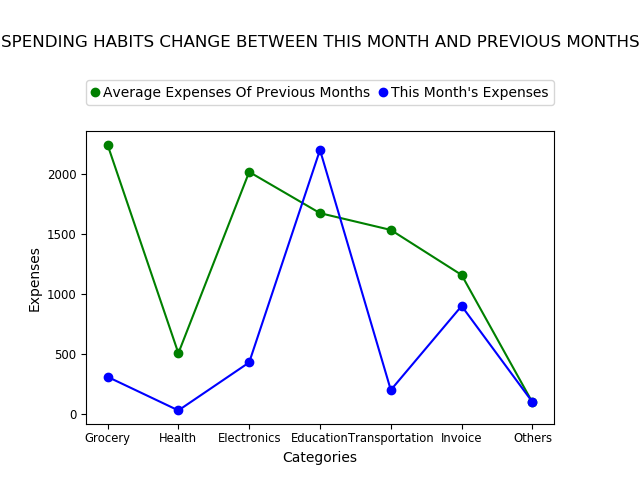 SPENDING HABITS CHANGE BETWEEN THIS MONTH AND PREVIOUS MONTHS
Average Expenses Of Previous Months This Month's Expenses
2000
1500
1000
500
0
Expenses
Grocery Health Electronics Education Transportation Invoice Others
Categories